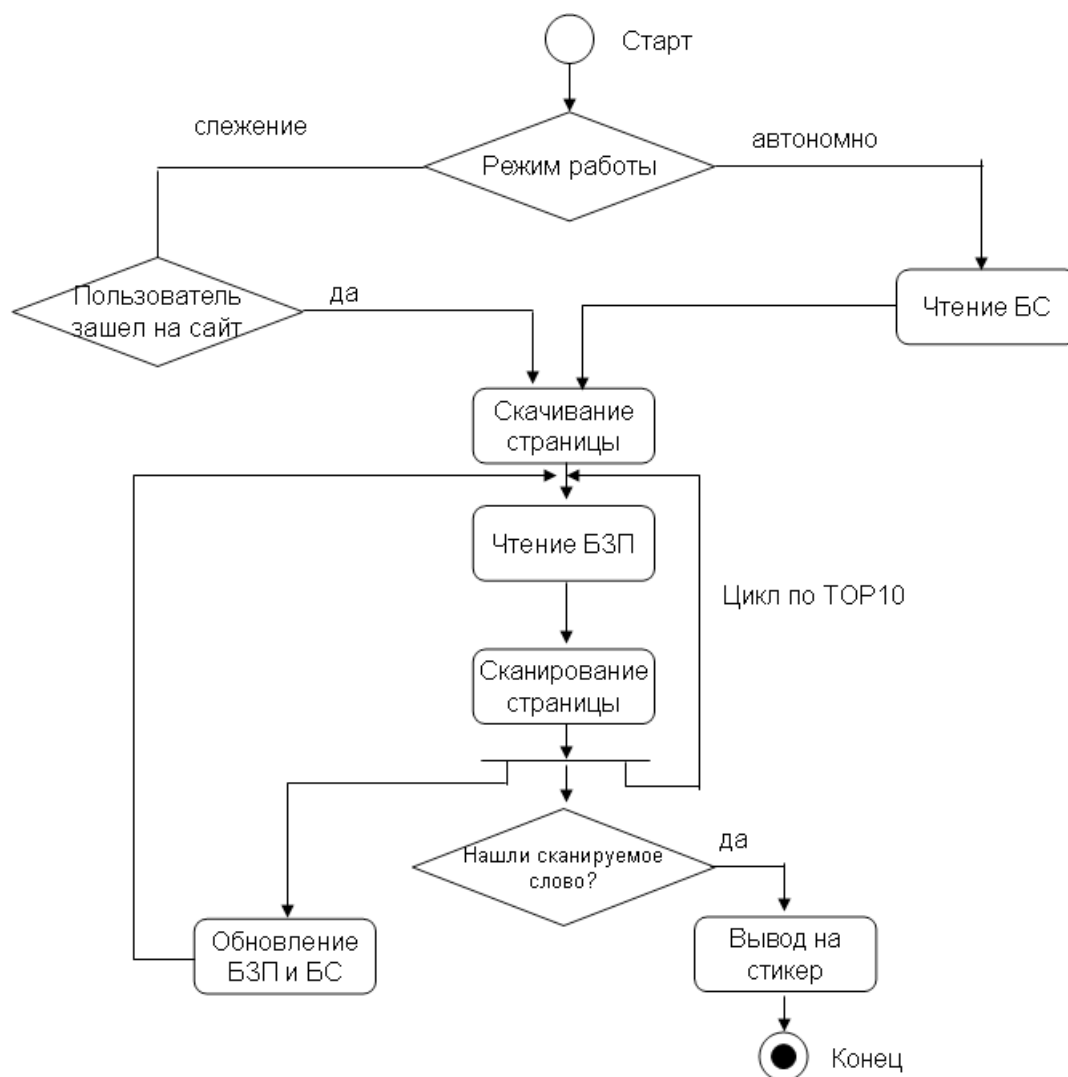 Старт
слежение
автономно
Режим работы
Пользователь
зашел на сайт
да
Чтение БС
Скачивание
страницы
Чтение БЗП
Цикл по TOP10
Сканирование
страницы
Нашли сканируемое
слово?
да
Обновление
БЗП и БС
Вывод на
стикер
Конец